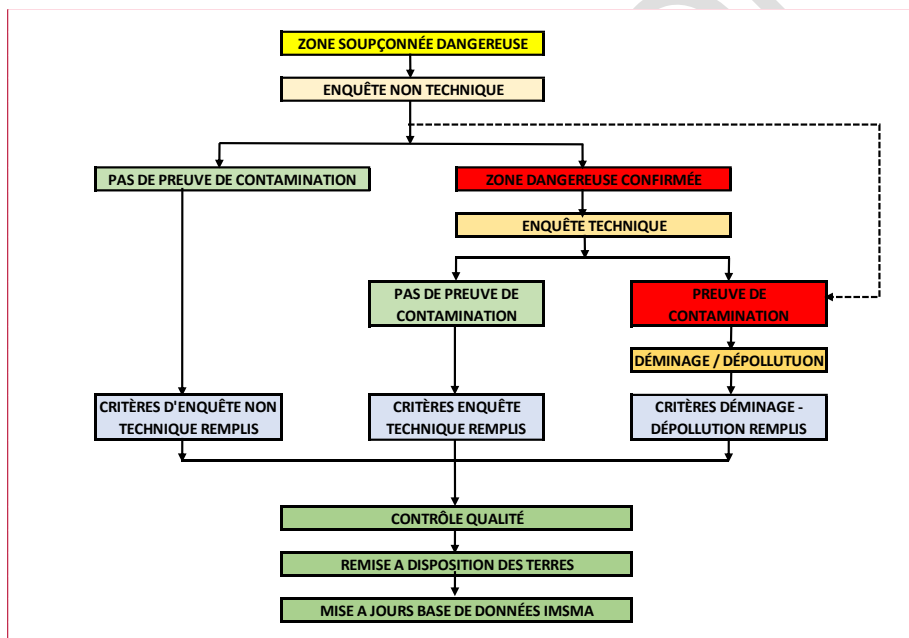 ZONE SOUPÇONNÉE DANGEREUSE
ENQUÊTE NON TECHNIQUE
PAS DE PREUVE DE CONTAMINATION
ZONE DANGEREUSE CONFIRMÉE
ENQUÊTE TECHNIQUE
PAS DE PREUVE DE
CONTAMINATION
PREUVE DE
CONTAMINATION
DÉMINAGE / DÉPOLLUTUON
CRITÈRES D'ENQUÊTE NON
TECHNIQUE REMPLIS
CRITÈRES ENQUÊTE
TECHNIQUE REMPLIS
CRITÈRES DÉMINAGE -
DÉPOLLUTION REMPLIS
CONTRÔLE QUALITÉ
REMISE A DISPOSITION DES TERRES
MISE A JOURS BASE DE DONNÉES IMSMA